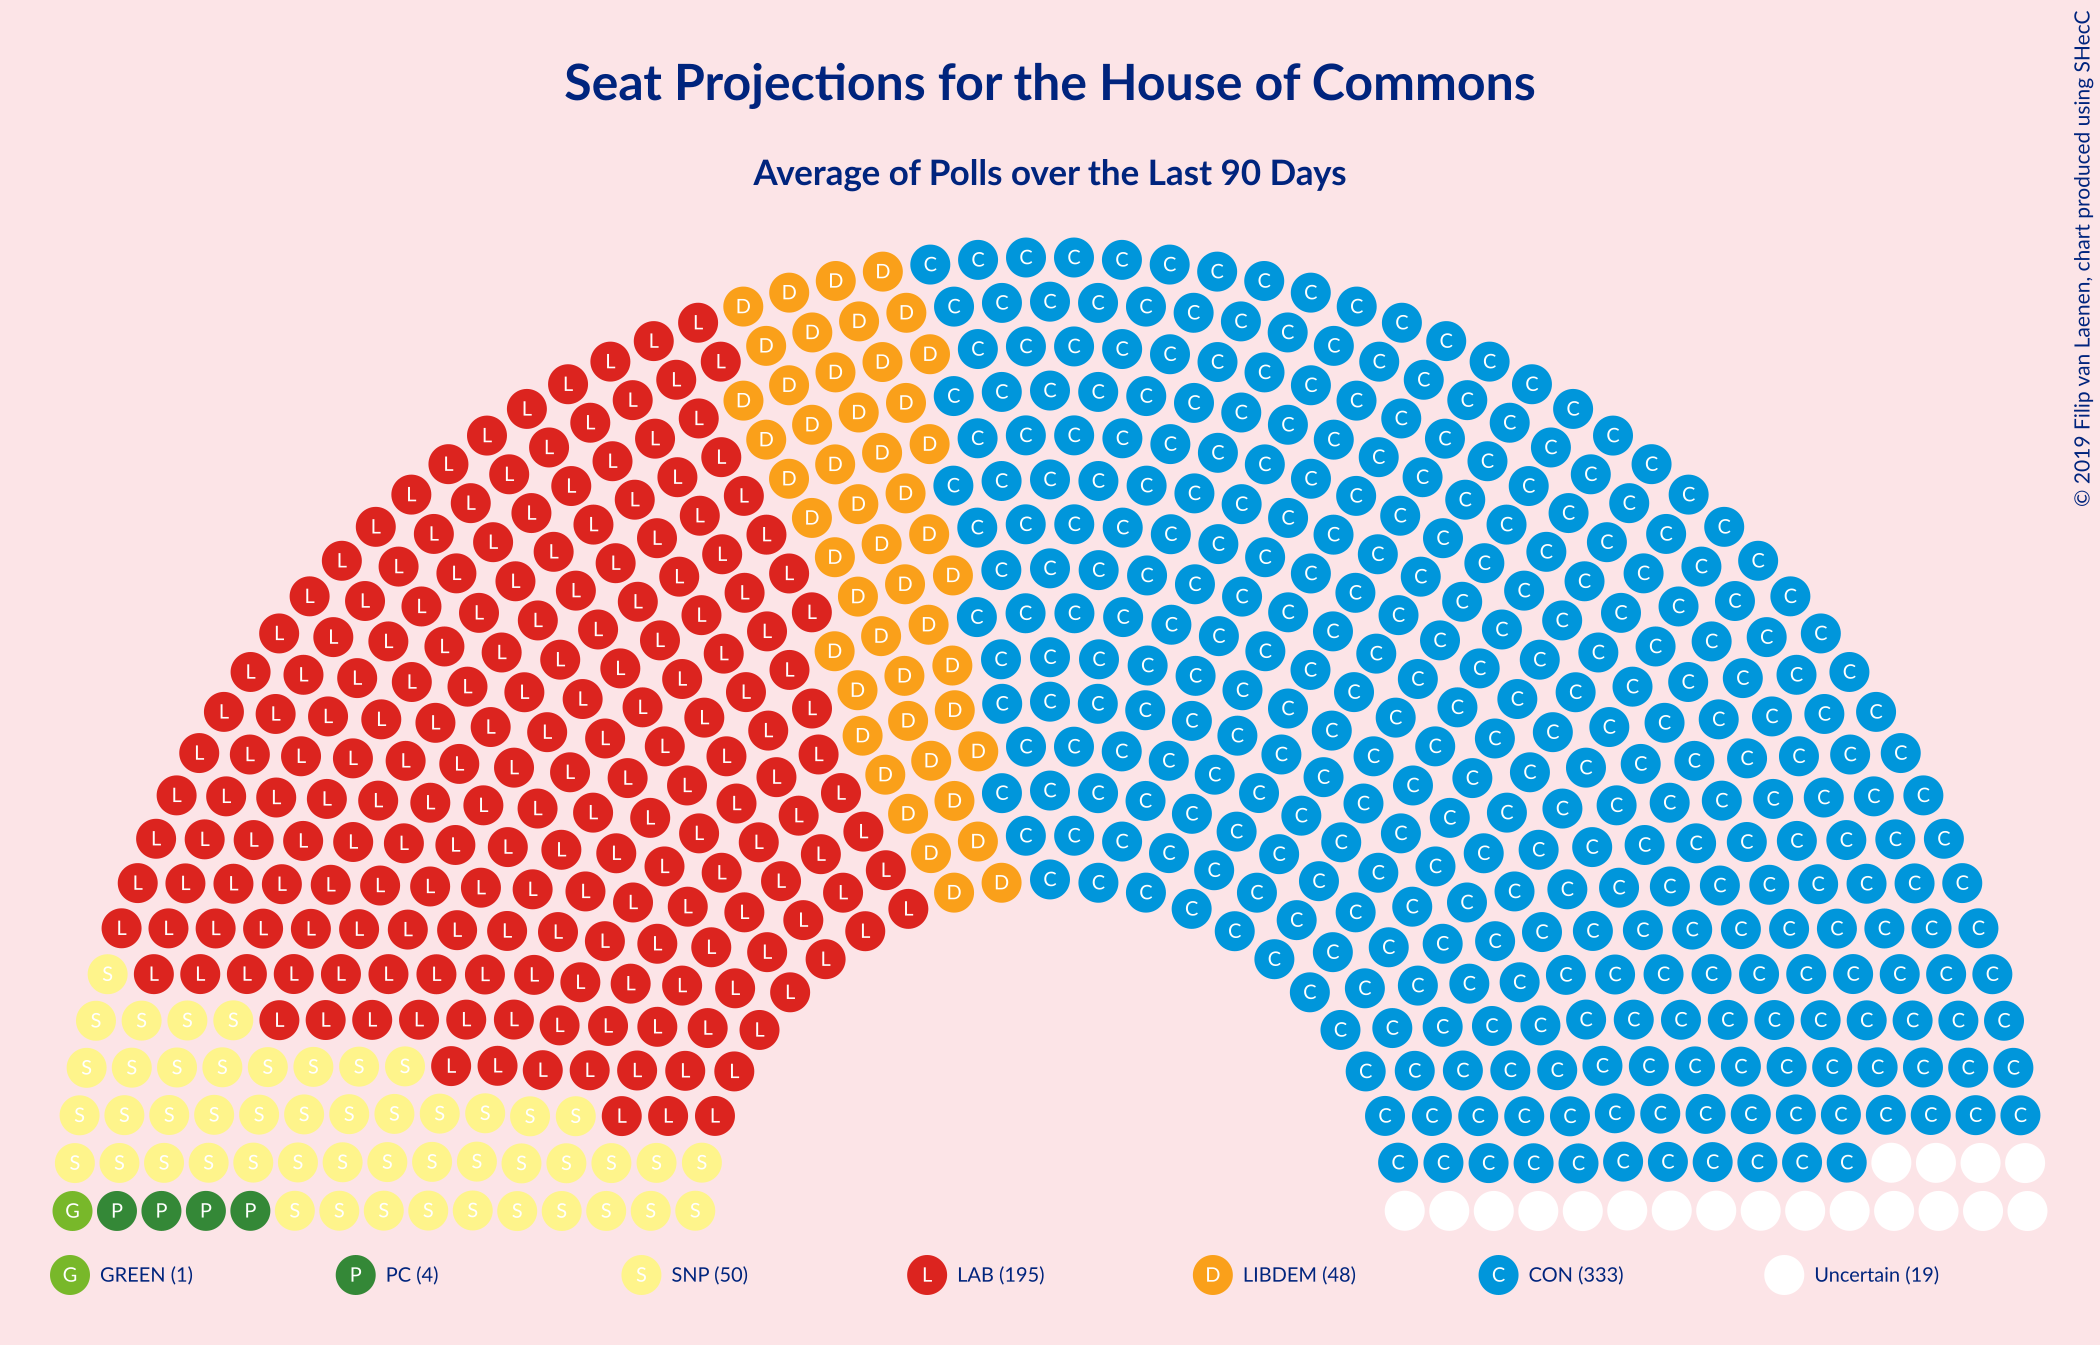 Seat Projections for the House of Commons
Average of Polls over the Last 90 Days
© 2019 Filip van Laenen, chart produced using SHecC
G GREEN (1)
P PC (4)
S SNP (50)
L LAB (195)
D LIBDEM (48)
C CON (333)
Uncertain (19)